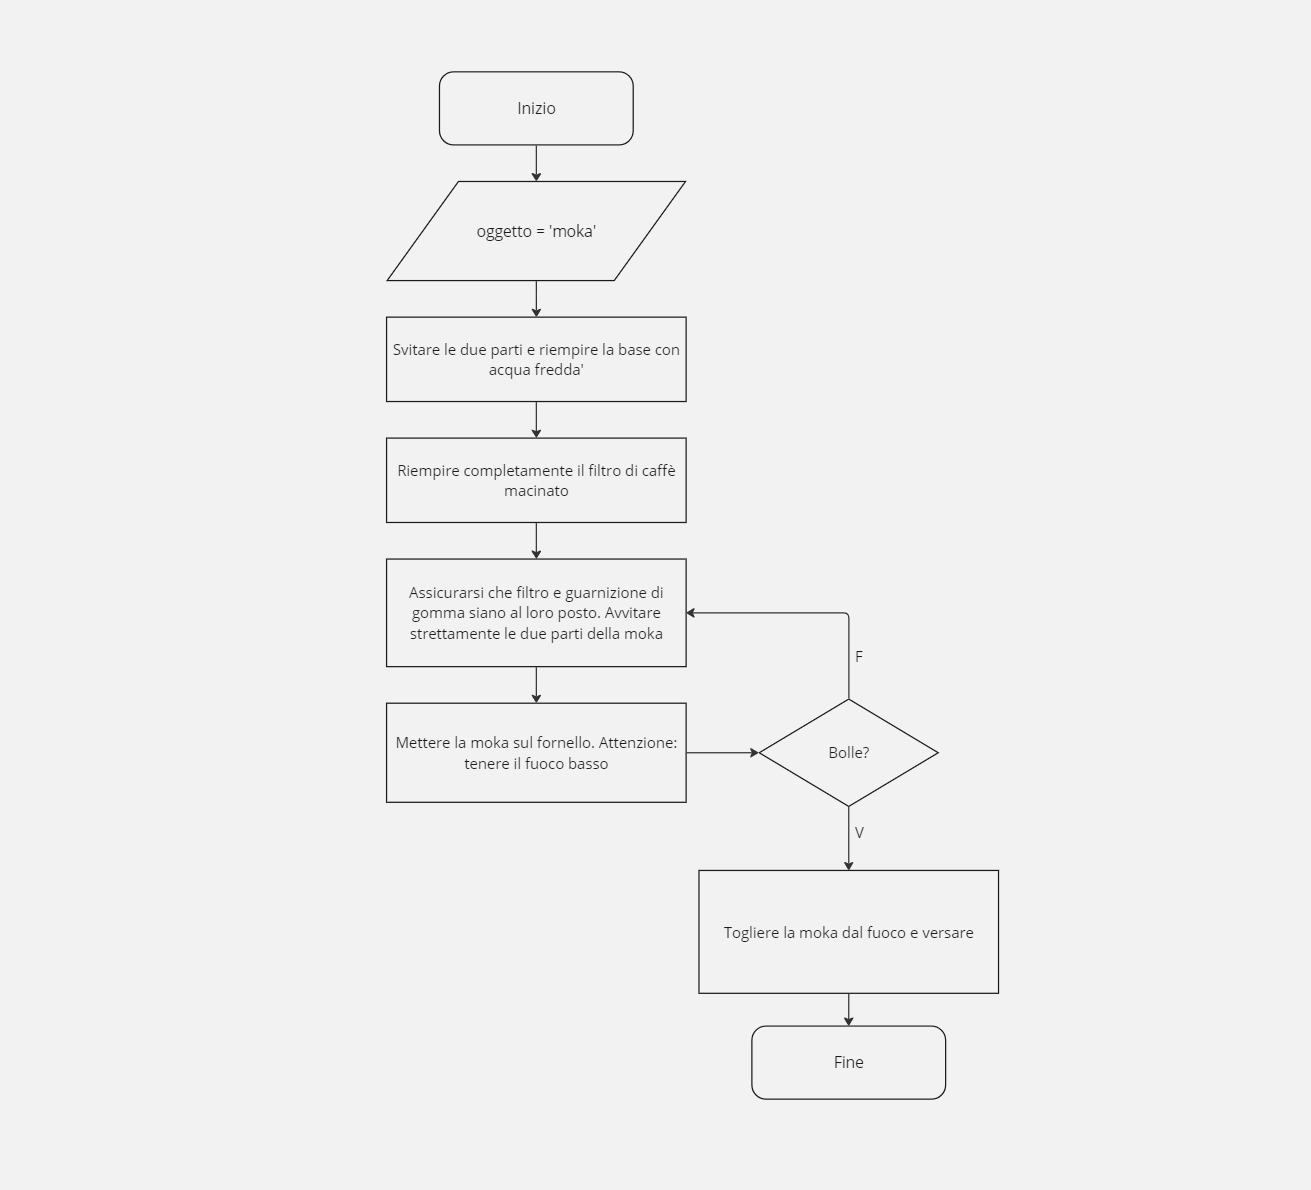 Inizio
oggetto = 'moka'
Svitare le due parti e riempire la base con
acqua fredda'
Riempire completamente il filtro di caffè
macinato
Assicurarsi che filtro e guarnizione di
gomma siano al loro posto. Avvitare
strettamente le due parti della moka
F
Mettere la moka sul fornello. Attenzione:
tenere il fuoco basso
Bolle?
V
Togliere la moka dal fuoco e versare
Fine